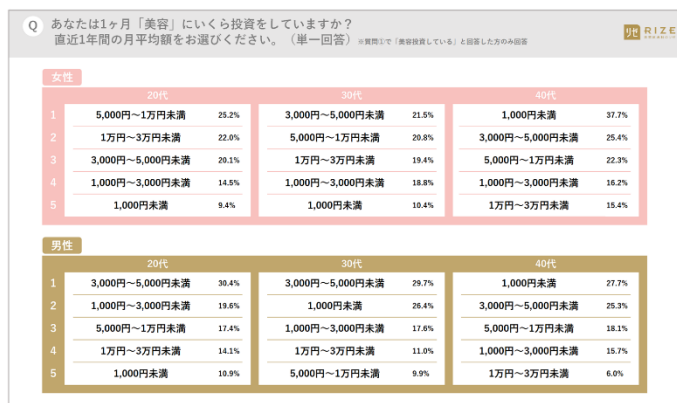 Q あなたは1ヶ月「美容」にいくら投資をしていますか？
直近1年間の月平均額をお選びください。（単一回答）※質問①で「美容投資している」と回答した方のみ回答
リゼ RIZE
女性
20代 30代 40代
1 5,000円～1万円未満 25.2% 3,000円～5,000円未満 21.5% 1,000円未満 37.7%
2 1万円～3万円未満 22.0% 5,000円～1万円未満 20.8% 3,000円～5,000円未満 25.4%
3 3,000円～5,000円未満 20.1% 1万円～3万円未満 19.4% 5,000円～1万円未満 22.3%
4 1,000円～3,000円未満 14.5% 1,000円～3,000円未満 18.8% 1,000円～3,000円未満 16.2%
5 1,000円未満 9.4% 1,000円未満 10.4% 1万円～3万円未満 15.4%
男性
20代 30代 40代
1 3,000円～5,000円未満 30.4% 3,000円～5,000円未満 29.7% 1,000円未満 27.7%
2 1,000円～3,000円未満 19.6% 1,000円未満 26.4% 3,000円～5,000円未満 25.3%
3 5,000円～1万円未満 17.4% 1,000円～3,000円未満 17.6% 5,000円～1万円未満 18.1%
4 1万円～3万円未満 14.1% 1万円～3万円未満 11.0% 1,000円～3,000円未満 15.7%
5 1,000円未満 10.9% 5,000円～1万円未満 9.9% 1万円～3万円未満 6.0%